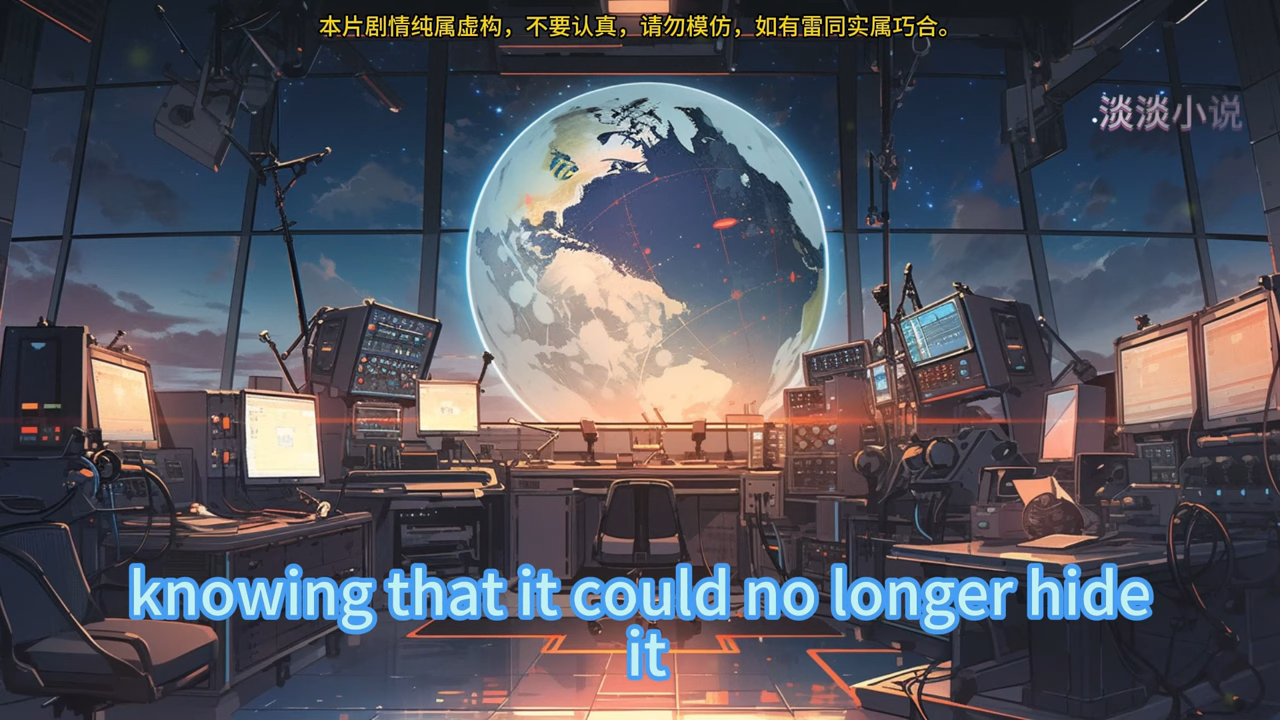 本片剧情纯属虚构，不要认真，请勿模仿，如有雷同实属巧合。
淡淡小说
knowing that it could no longer hide
it